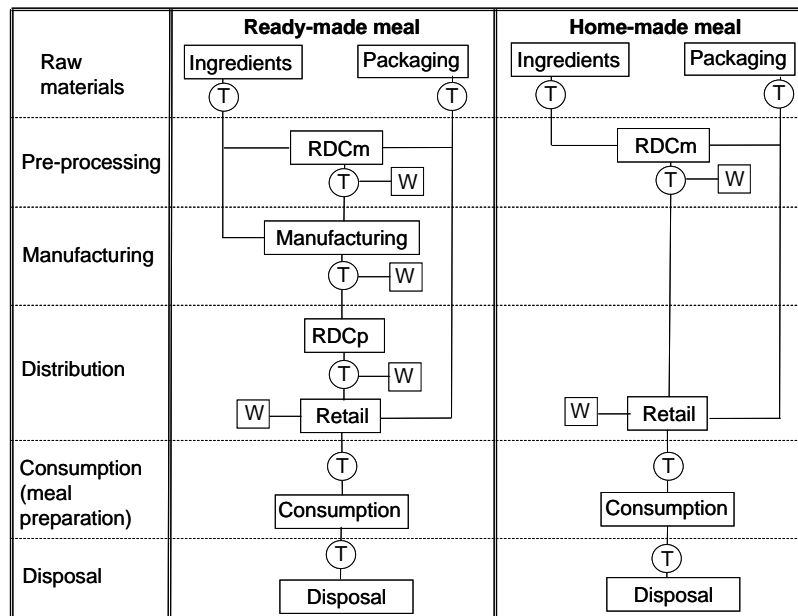 Ready-made meal
Home-made meal
Raw
materials
Ingredients
Packaging
Ingredients
Packaging
T
T
T
T
Pre-processing
RDCm
RDCm
T
W
T
W
Manufacturing
Manufacturing
T
W
Distribution
RDCp
T
W
W
Retail
W
Retail
Consumption
(meal
preparation)
T
T
Consumption
Consumption
Disposal
T
T
Disposal
Disposal